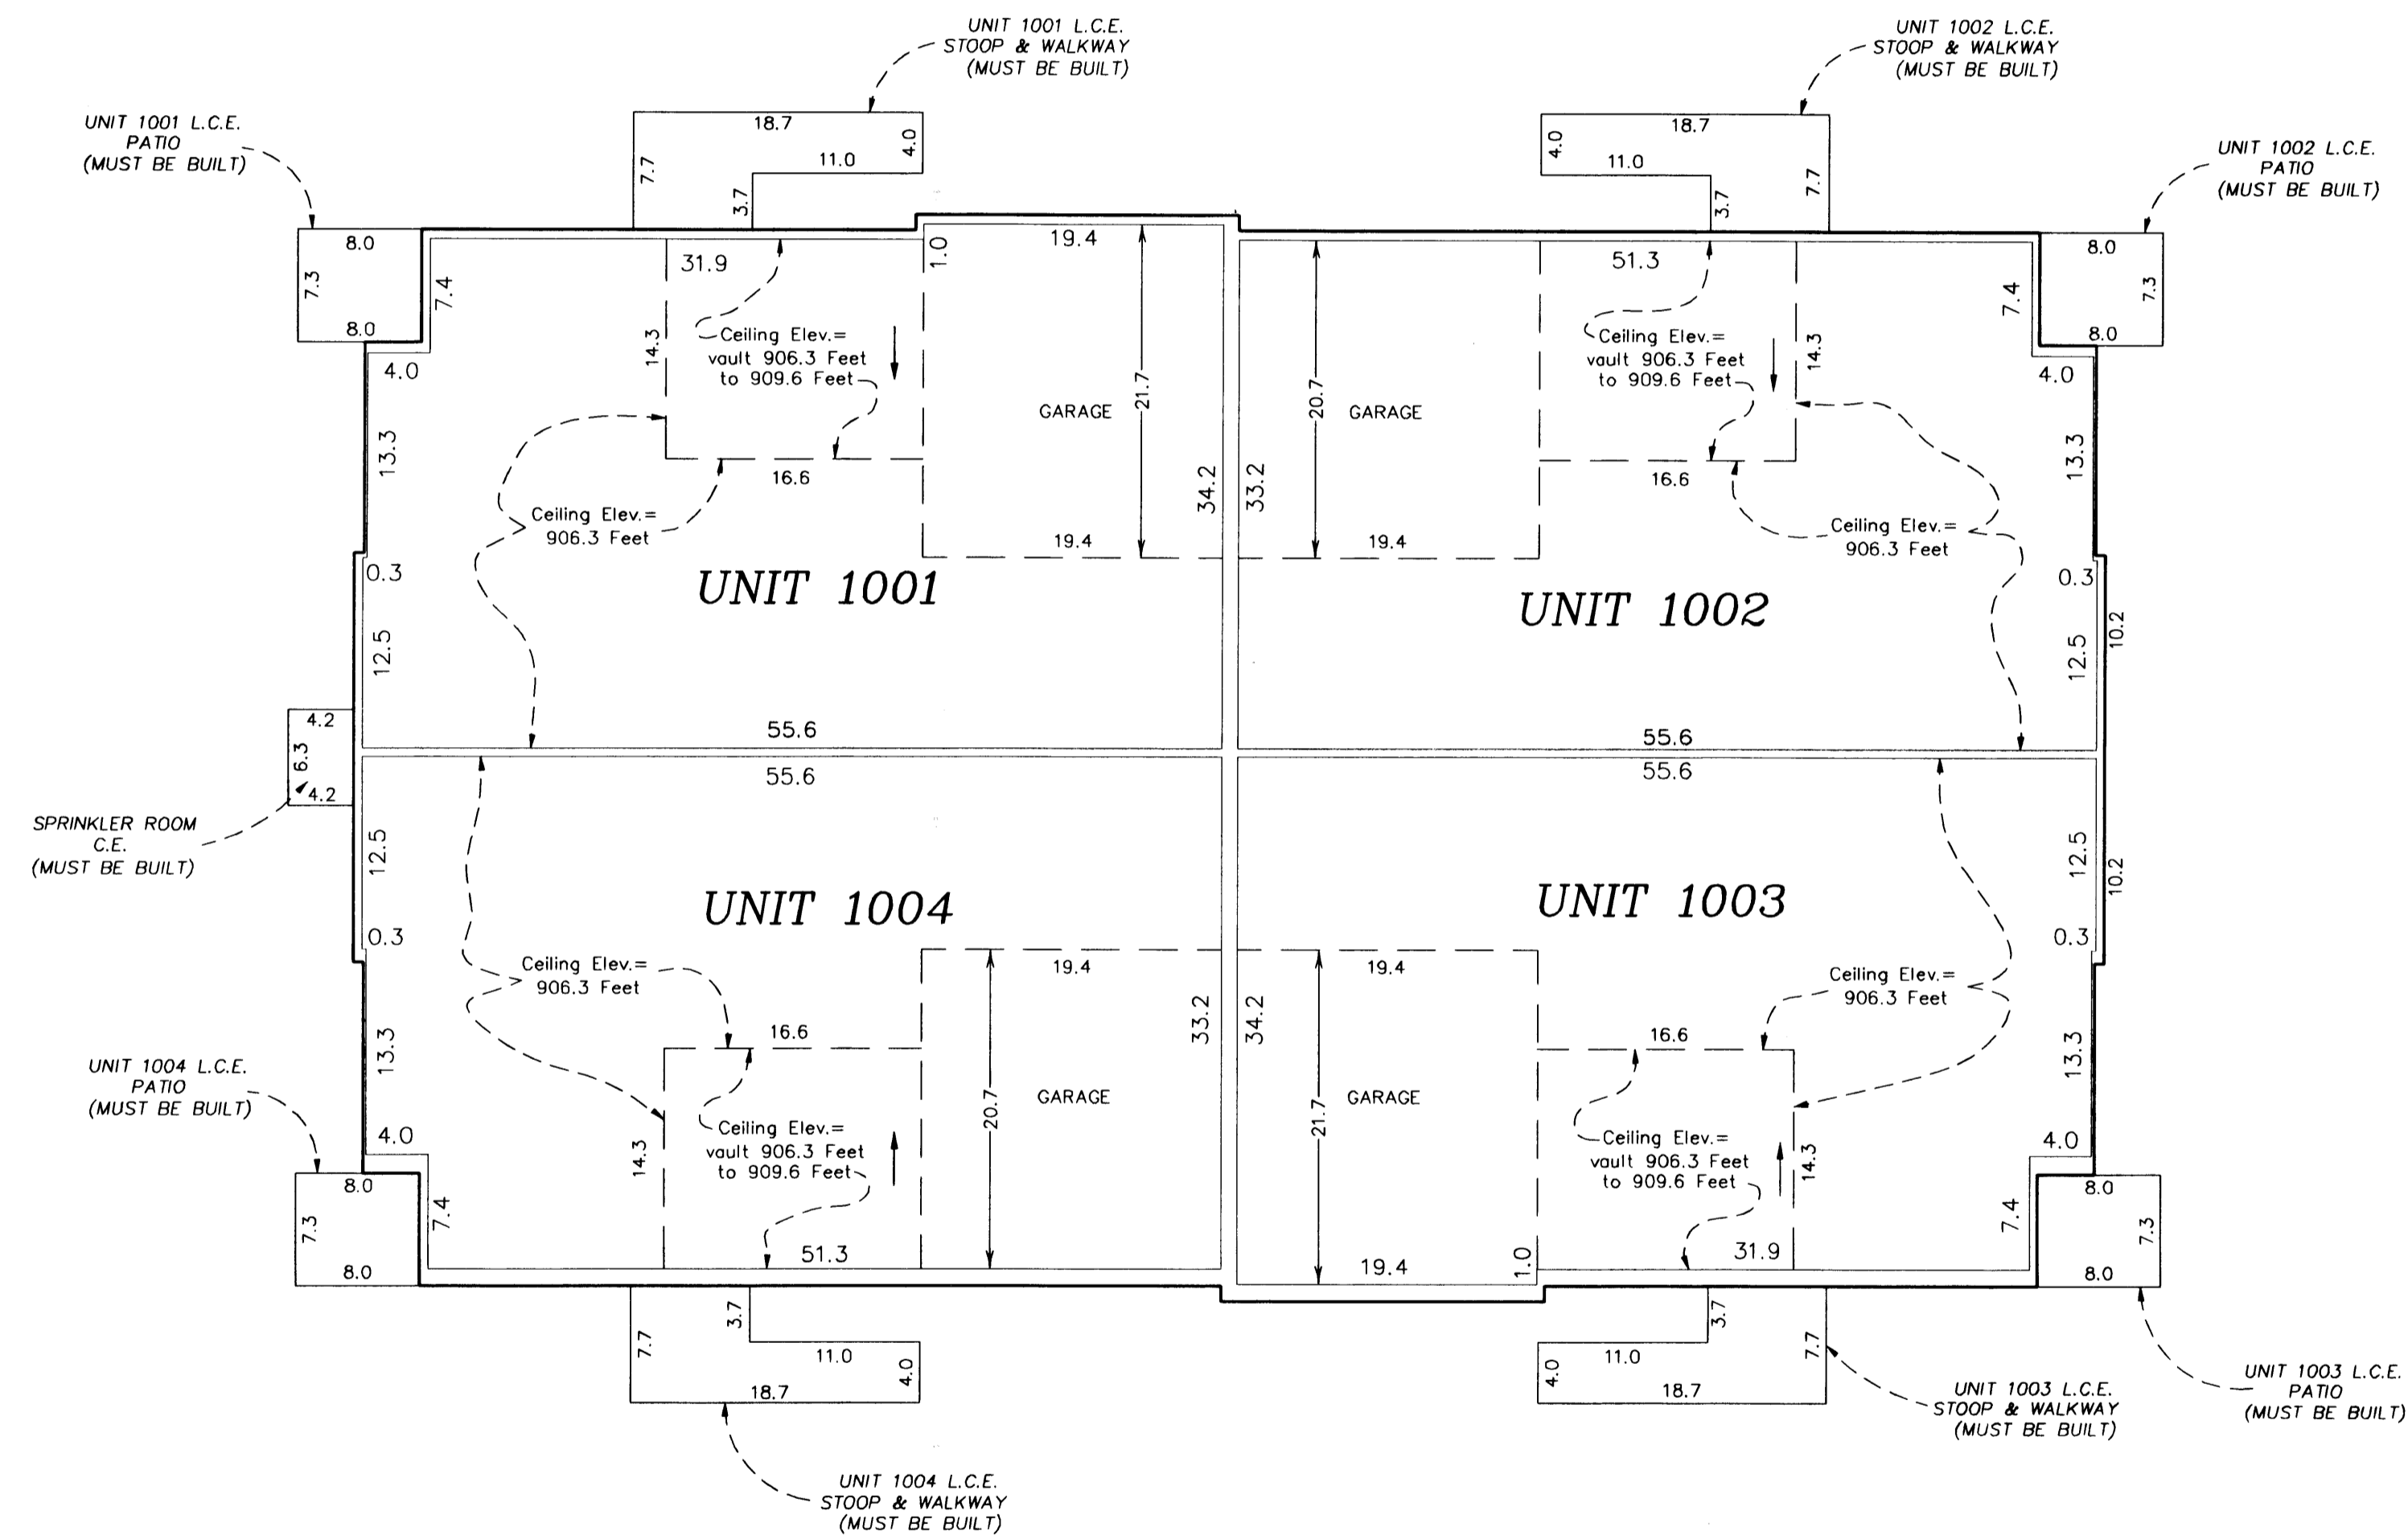 UNIT 1001 L.C.E.
STOOP & WALKWAY
(MUST BE BUILT)
UNIT 1002 L.C.E.
STOOP & WALKWAY
(MUST BE BUILT)
UNIT 1001 L.C.E.
PATIO
(MUST BE BUILT)
UNIT 1002 L.C.E.
PATIO
(MUST BE BUILT)
18.7
4.0
11.0
7.7
3.7
18.7
4.0
11.0
7.7
3.7
8.0
7.3
8.0
7.4
4.0
31.9
1.0
19.4
51.3
7.4
8.0
7.3
8.0
4.0
14.3
Ceiling Elev.=
vault 906.3 Feet
to 909.6 Feet
16.6
GARAGE
21.7
20.7
GARAGE
Ceiling Elev.=
vault 906.3 Feet
to 909.6 Feet
14.3
16.6
13.3
13.3
34.2
33.2
Ceiling Elev.=
906.3 Feet
19.4
19.4
Ceiling Elev.=
906.3 Feet
0.3
UNIT 1001
UNIT 1002
0.3
12.5
12.5
10.2
55.6
55.6
4.2
6.3
4.2
SPRINKLER ROOM
C.E.
(MUST BE BUILT)
55.6
55.6
12.5
12.5
10.2
UNIT 1004
UNIT 1003
0.3
0.3
Ceiling Elev.=
906.3 Feet
19.4
19.4
Ceiling Elev.=
906.3 Feet
33.2
34.2
16.6
16.6
13.3
13.3
UNIT 1004 L.C.E.
PATIO
(MUST BE BUILT)
GARAGE
20.7
21.7
GARAGE
4.0
14.3
Ceiling Elev.=
vault 906.3 Feet
to 909.6 Feet
Ceiling Elev.=
vault 906.3 Feet
to 909.6 Feet
14.3
4.0
8.0
7.3
8.0
7.4
51.3
19.4
1.0
31.9
7.4
8.0
7.3
8.0
7.7
3.7
11.0
4.0
18.7
3.7
7.7
11.0
4.0
18.7
UNIT 1003 L.C.E.
PATIO
(MUST BE BUILT)
UNIT 1003 L.C.E.
STOOP & WALKWAY
(MUST BE BUILT)
UNIT 1004 L.C.E.
STOOP & WALKWAY
(MUST BE BUILT)